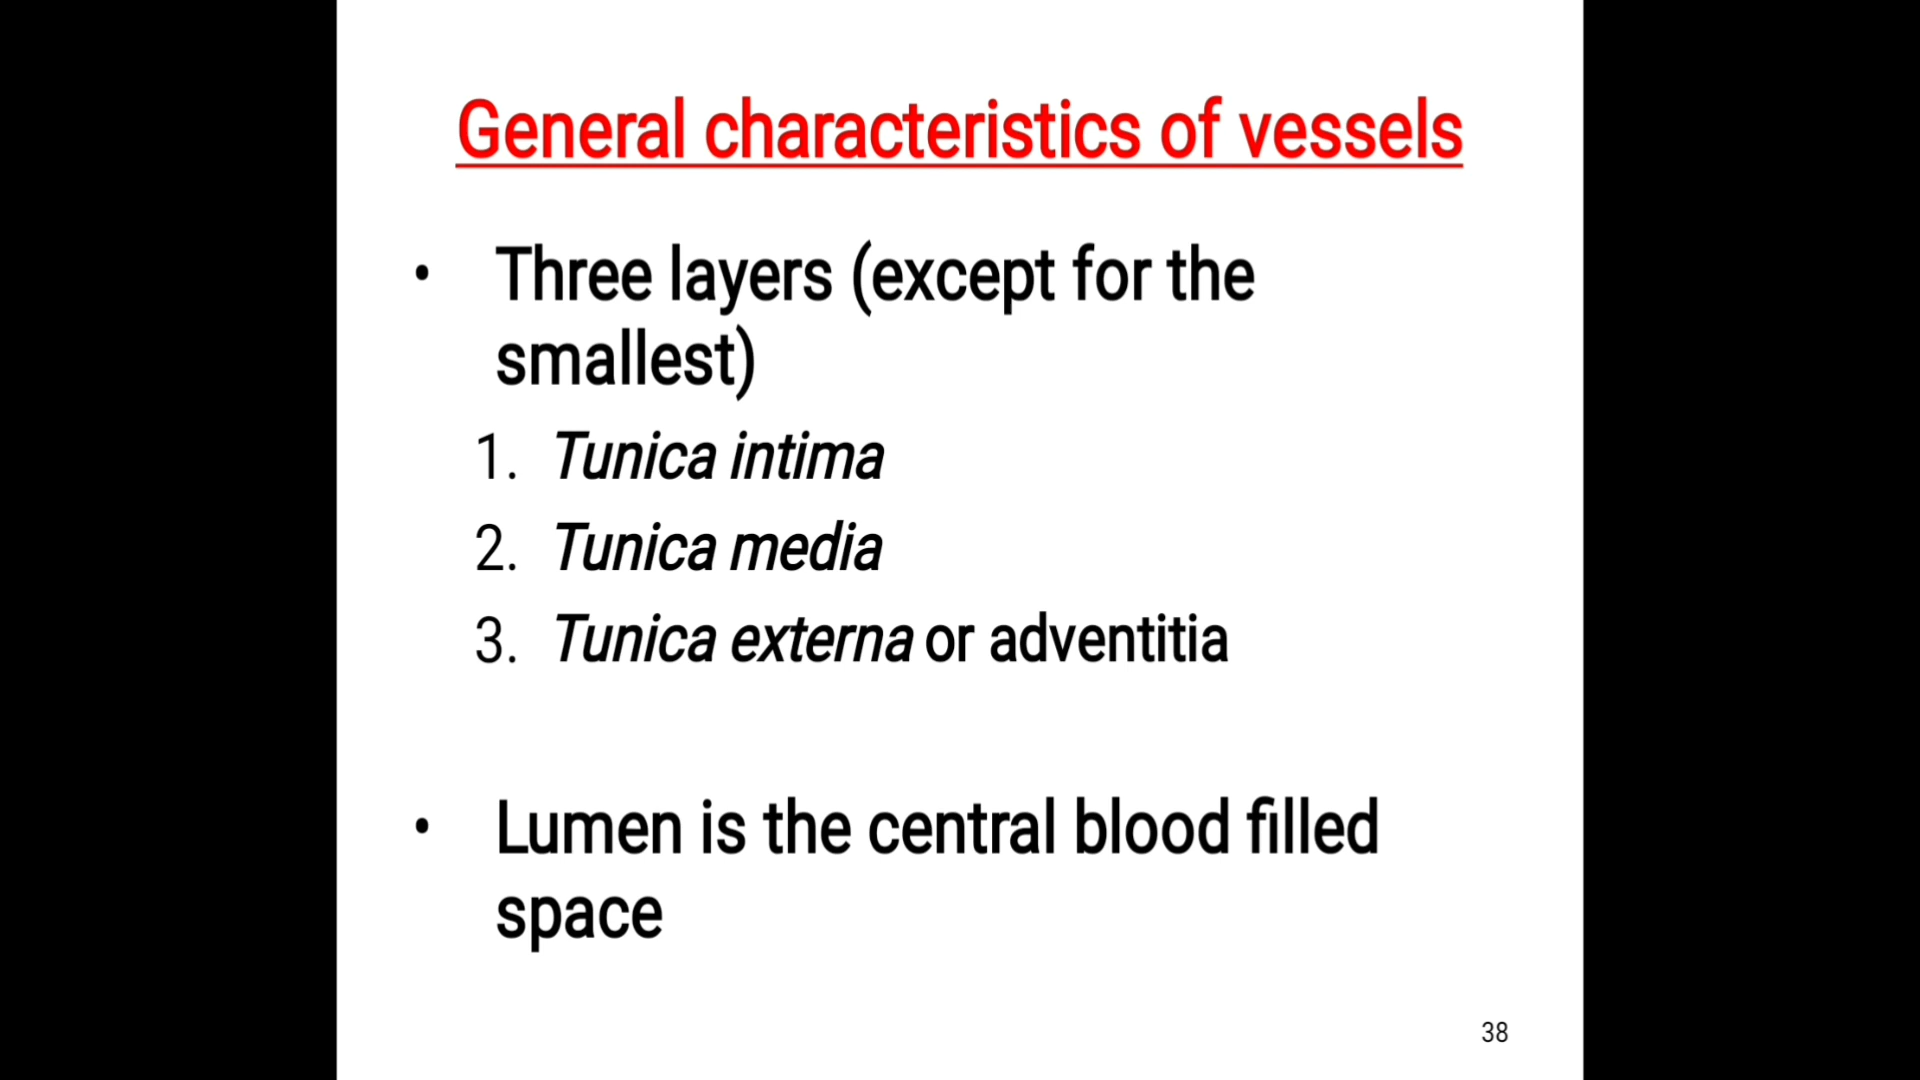 General characteristics of vessels
• Three layers (except for the
smallest)
1. Tunica intima
2. Tunica media
3. Tunica externa or adventitia
• Lumen is the central blood filled
space
38